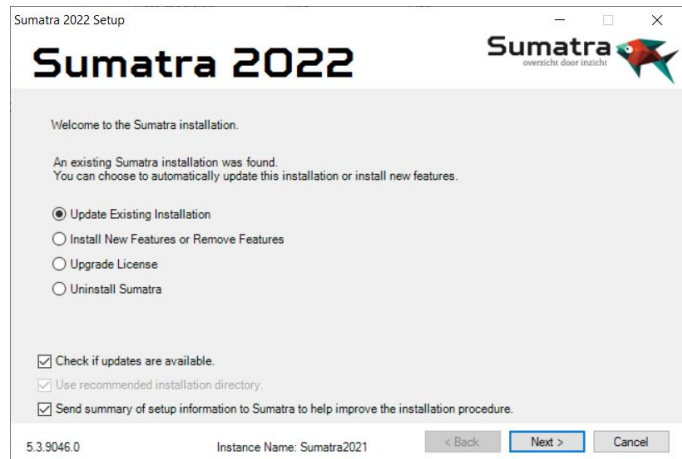 Sumatra 2022 Setup
Sumatra 2022
Sumatra
overzicht door inzicht
Welcome to the Sumatra installation.
An existing Sumatra installation was found.
You can choose to automatically update this installation or install new features.
Update Existing Installation
Install New Features or Remove Features
Upgrade License
Uninstall Sumatra
Check if updates are available.
Use recommended installation directory.
Send summary of setup information to Sumatra to help improve the installation procedure.
5.3.9046.0 Instance Name: Sumatra2021 < Back Next > Cancel